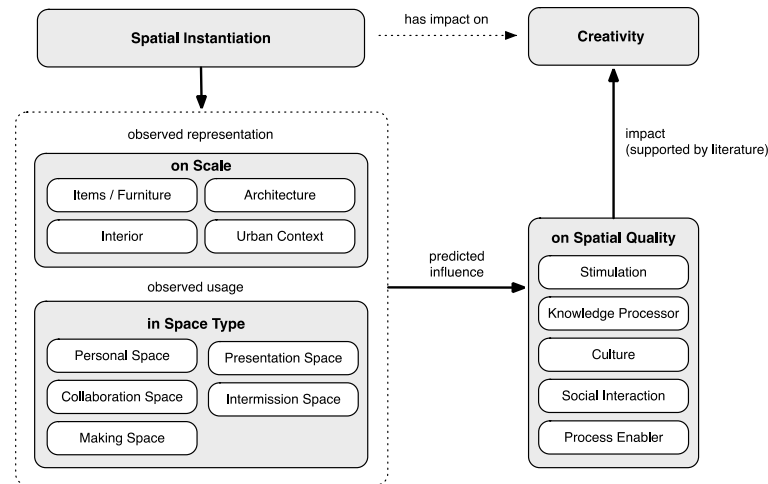 Spatial Instantiation
has impact on
Creativity
observed representation
on Scale
Items / Furniture
Architecture
Interior
Urban Context
observed usage
in Space Type
Personal Space
Presentation Space
Collaboration Space
Intermission Space
Making Space
predicted
influence
impact
(supported by literature)
on Spatial Quality
Stimulation
Knowledge Processor
Culture
Social Interaction
Process Enabler